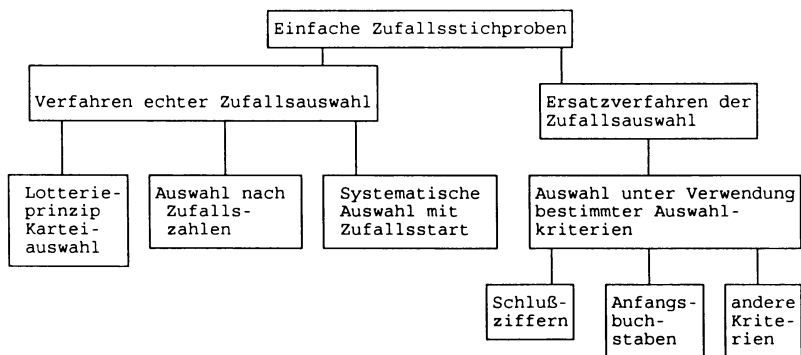 Einfache Zufallsstichproben
Verfahren echter Zufallsauswahl
Ersatzverfahren der
Zufallsauswahl
Lotterie-
prinzip
Kartei-
auswahl
Auswahl nach
Zufalls-
zahlen
Systematische
Auswahl mit
Zufallsstart
Auswahl unter Verwendung
bestimmter Auswahl-
kriterien
Schluß-
ziffern
Anfangs-
buch-
staben
andere
Krite-
rien